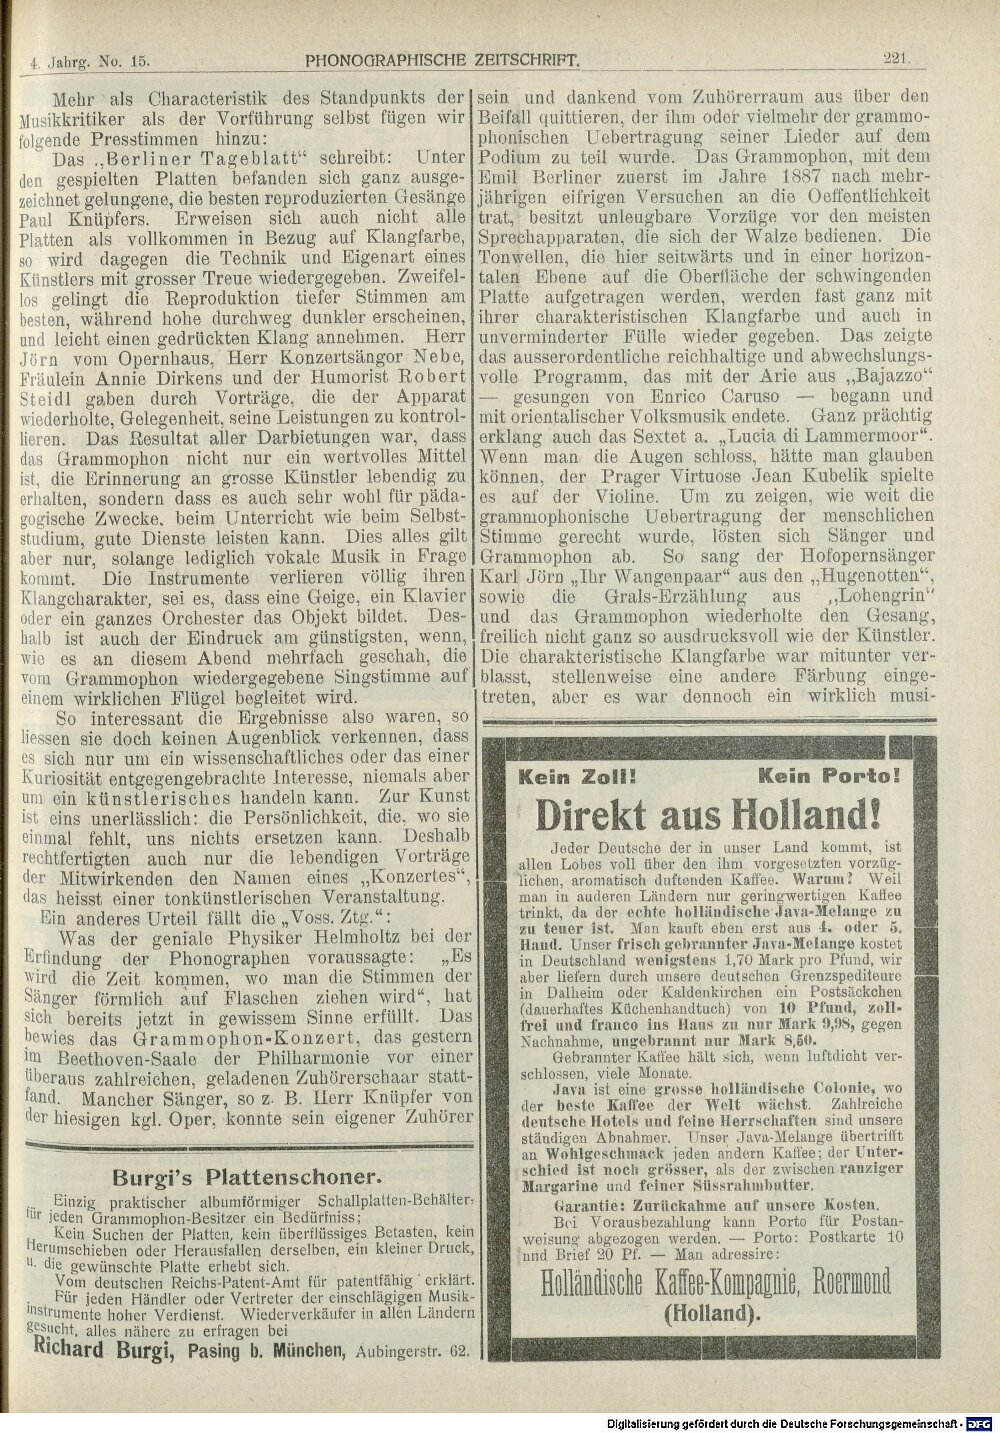 4. Jahrg. No. 15. PHONOGRAPHISCHE ZEITSCHRIFT. 221.
Mehr als Characteristik des Standpunkts der
Musikkritiker als der Vorführung selbst fügen wir
folgende Presstimmen hinzu:
Das „Berliner Tageblatt“ schreibt: Unter
den gespielten Platten befanden sich ganz ausge-
zeichnet gelungene, die besten reproduzierten Gesänge
Paul Knüpfers. Erweisen sich auch nicht alle
Platten als vollkommen in Bezug auf Klangfarbe,
so wird dagegen die Technik und Eigenart eines
Künstlers mit grosser Treue wiedergegeben. Zweifel-
los gelingt die Reproduktion tiefer Stimmen am
besten, während hohe durchweg dunkler erscheinen,
und leicht einen gedrückten Klang annehmen. Herr
Jörn vom Opernhaus, Herr Konzertsängor Nebe,
Fräulein Annie Dirkens und der Humorist Robert
Steidl gaben durch Vorträge, die der Apparat
wiederholte, Gelegenheit, seine Leistungen zu kontrol-
lieren. Das Resultat aller Darbietungen war, dass
das Grammophon nicht nur ein wertvolles Mittel
ist, die Erinnerung an grosse Künstler lebendig zu
erhalten, sondern dass es auch sehr wohl für päda-
gogische Zwecke, beim Unterricht wie beim Selbst-
studium, gute Dienste leisten kann. Dies alles gilt
aber nur, solange lediglich vokale Musik in Frage
kommt. Die Instrumente verlieren völlig ihren
Klangcharakter, sei es, dass eine Geige, ein Klavier
oder ein ganzes Orchester das Objekt bildet. Des-
halb ist auch der Eindruck am günstigsten, wenn,
wie es an diesem Abend mehrfach geschah, die
vom Grammophon wiedergegebene Singstimme auf
einem wirklichen Flügel begleitet wird.
So interessant die Ergebnisse also waren, so
liessen sie doch keinen Augenblick verkennen, dass
es sich nur um ein wissenschaftliches oder das einer
Kuriosität entgegengebrachte Interesse, niemals aber
um ein künstlerisches handeln kann. Zur Kunst
ist eins unerlässlich: die Persönlichkeit, die, wo sie
einmal fehlt, uns nichts ersetzen kann. Deshalb
rechtfertigten auch nur die lebendigen Vorträge
der Mitwirkenden den Namen eines „Konzertes“,
das heisst einer tonkünstlerischen Veranstaltung.
Ein anderes Urteil fällt die „Voss. Ztg.“:
Was der geniale Physiker Helmholtz bei der
Erfindung der Phonographen voraussagte: „Es
wird die Zeit kommen, wo man die Stimmen der
Sänger förmlich auf Flaschen ziehen wird“, hat
sich bereits jetzt in gewissem Sinne erfüllt. Das
bewies das Grammophon-Konzert, das gestern
im Beethoven-Saale der Philharmonie vor einer
überaus zahlreichen, geladenen Zuhörerschaar statt-
fand. Mancher Sänger, so z. B. Herr Knüpfer von
der hiesigen kgl. Oper, konnte sein eigener Zuhörer
sein und dankend vom Zuhörerraum aus über den
Beifall quittieren, der ihm oder vielmehr der grammo-
phonischen Uebertragung seiner Lieder auf dem
Podium zu teil wurde. Das Grammophon, mit dem
Emil Berliner zuerst im Jahre 1887 nach mehr-
jährigen eifrigen Versuchen an die Oeffentlichkeit
trat, besitzt unleugbare Vorzüge vor den meisten
Sprechapparaten, die sich der Walze bedienen. Die
Tonwellen, die hier seitwärts und in einer horizon-
talen Ebene auf die Oberfläche der schwingenden
Platte aufgetragen werden, werden fast ganz mit
ihrer charakteristischen Klangfarbe und auch in
unverminderter Fülle wieder gegeben. Das zeigte
das ausserordentliche reichhaltige und abwechslungs-
volle Programm, das mit der Arie aus „Bajazzo“
— gesungen von Enrico Caruso — begann und
mit orientalischer Volksmusik endete. Ganz prächtig
erklang auch das Sextet a. „Lucia di Lammermoor“.
Wenn man die Augen schloss, hätte man glauben
können, der Prager Virtuose Jean Kubelik spielte
es auf der Violine. Um zu zeigen, wie weit die
grammophonische Uebertragung der menschlichen
Stimme gerecht wurde, lösten sich Sänger und
Grammophon ab. So sang der Hofopernsänger
Karl Jörn „Ihr Wangenpaar“ aus den „Hugenotten“,
sowie die Grals-Erzählung aus „Lohengrin“
und das Grammophon wiederholte den Gesang,
freilich nicht ganz so ausdrucksvoll wie der Künstler.
Die charakteristische Klangfarbe war mitunter ver-
blasst, stellenweise eine andere Färbung einge-
treten, aber es war dennoch ein wirklich musi-
Burgi's Plattenschoner.
Einzig praktischer albumförmiger Schallplatten-Behälter,
für jeden Grammophon-Besitzer ein Bedürfniss;
Kein Suchen der Platten, kein überflüssiges Betasten, kein
Herumschieben oder Herausfallen derselben, ein kleiner Druck,
u. die gewünschte Platte erhebt sich.
Vom deutschen Reichs-Patent-Amt für patentfähig erklärt.
Für jeden Händler oder Vertreter der einschlägigen Musik-
instrumente hoher Verdienst. Wiederverkäufer in allen Ländern
gesucht, alles nähere zu erfragen bei
Richard Burgi, Pasing b. München, Aubingerstr. 62.
Kein Zoll! Kein Porto!
Direkt aus Holland!
Jeder Deutsche der in unser Land kommt, ist
allen Lobes voll über den ihm vorgesetzten vorzüg-
lichen, aromatisch duftenden Kaffee. Warum? Weil
man in anderen Ländern nur geringwertigen Kaffee
trinkt, da der echte holländische Java-Melange zu
zu teuer ist. Man kauft eben erst aus 4. oder 5.
Hand. Unser frisch gebrannter Java-Melange kostet
in Deutschland wenigstens 1,70 Mark pro Pfund, wir
aber liefern durch unsere deutschen Grenzspediteure
in Dalheim oder Kaldenkirchen ein Postsäckchen
(dauerhaftes Küchenhandtuch) von 10 Pfund, zoll-
frei und franco ins Haus zu nur Mark 9,98, gegen
Nachnahme, ungebrannt nur Mark 8,50.
Gebrannter Kaffee hält sich, wenn luftdicht ver-
schlossen, viele Monate.
Java ist eine grosse holländische Colonie, wo
der beste Kaffee der Welt wächst. Zahlreiche
deutsche Hotels und feine Herrschaften sind unsere
ständigen Abnahmer. Unser Java-Melange übertrifft
an Wohlgeschmack jeden andern Kaffee; der Unter-
schied ist noch grösser, als der zwischen ranziger
Margarine und feiner Süssrahmbutter.
Garantie: Zurücknahme auf unsere Kosten.
Bei Vorausbezahlung kann Porto für Postan-
weisung abgezogen werden. — Porto: Postkarte 10
und Brief 20 Pf. — Man adressire:
Holländische Kaffee-Kompagnie, Roermond
(Holland).
Digitalisierung gefördert durch die Deutsche Forschungsgemeinschaft - DFG